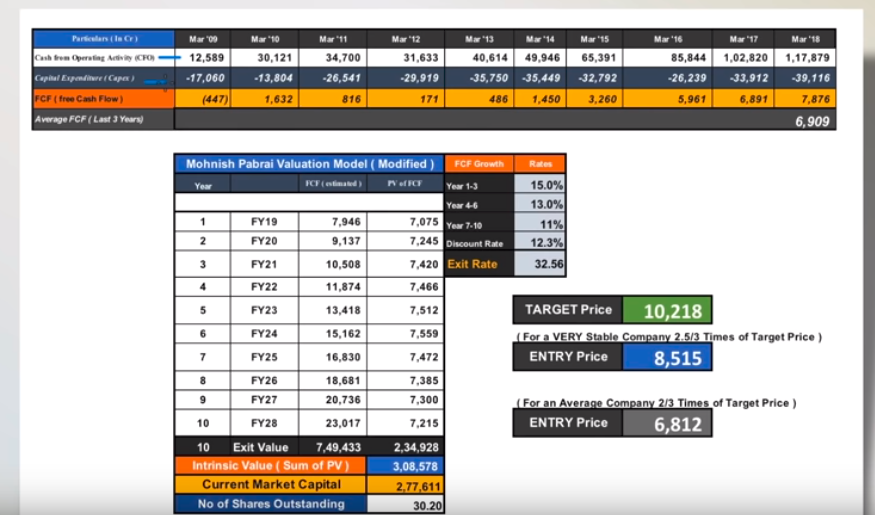 Particulars ( In Cr ) Mar '09 Mar '10 Mar '11 Mar '12 Mar '13 Mar '14 Mar '15 Mar '16 Mar '17 Mar '18
Cash from Operating Activity (CFO) 12,589 30,121 34,700 31,633 40,614 49,946 65,391 85,844 1,02,820 1,17,879
Capital Expenditure ( Capex ) -17,060 -13,804 -26,541 -29,919 -35,750 -35,449 -32,792 -26,239 -33,912 -39,116
FCF ( free Cash Flow ) (447) 1,632 816 171 486 1,450 3,260 5,961 6,891 7,876
Average FCF ( Last 3 Years) 6,909
Mohnish Pabrai Valuation Model ( Modified ) FCF Growth Rates
Year FCF ( estimated ) PV of FCF Year 1-3 15.0%
Year 4-6 13.0%
1 FY19 7,946 7,075 Year 7-10 11%
2 FY20 9,137 7,245 Discount Rate 12.3%
3 FY21 10,508 7,420 Exit Rate 32.56
4 FY22 11,874 7,466
5 FY23 13,418 7,512
6 FY24 15,162 7,559
7 FY25 16,830 7,472
8 FY26 18,681 7,385
9 FY27 20,736 7,300
10 FY28 23,017 7,215
10 Exit Value 7,49,433 2,34,928
Intrinsic Value ( Sum of PV ) 3,08,578
Current Market Capital 2,77,611
No of Shares Outstanding 30.20
TARGET Price 10,218
( For a VERY Stable Company 2.5/3 Times of Target Price )
ENTRY Price 8,515
( For an Average Company 2/3 Times of Target Price )
ENTRY Price 6,812